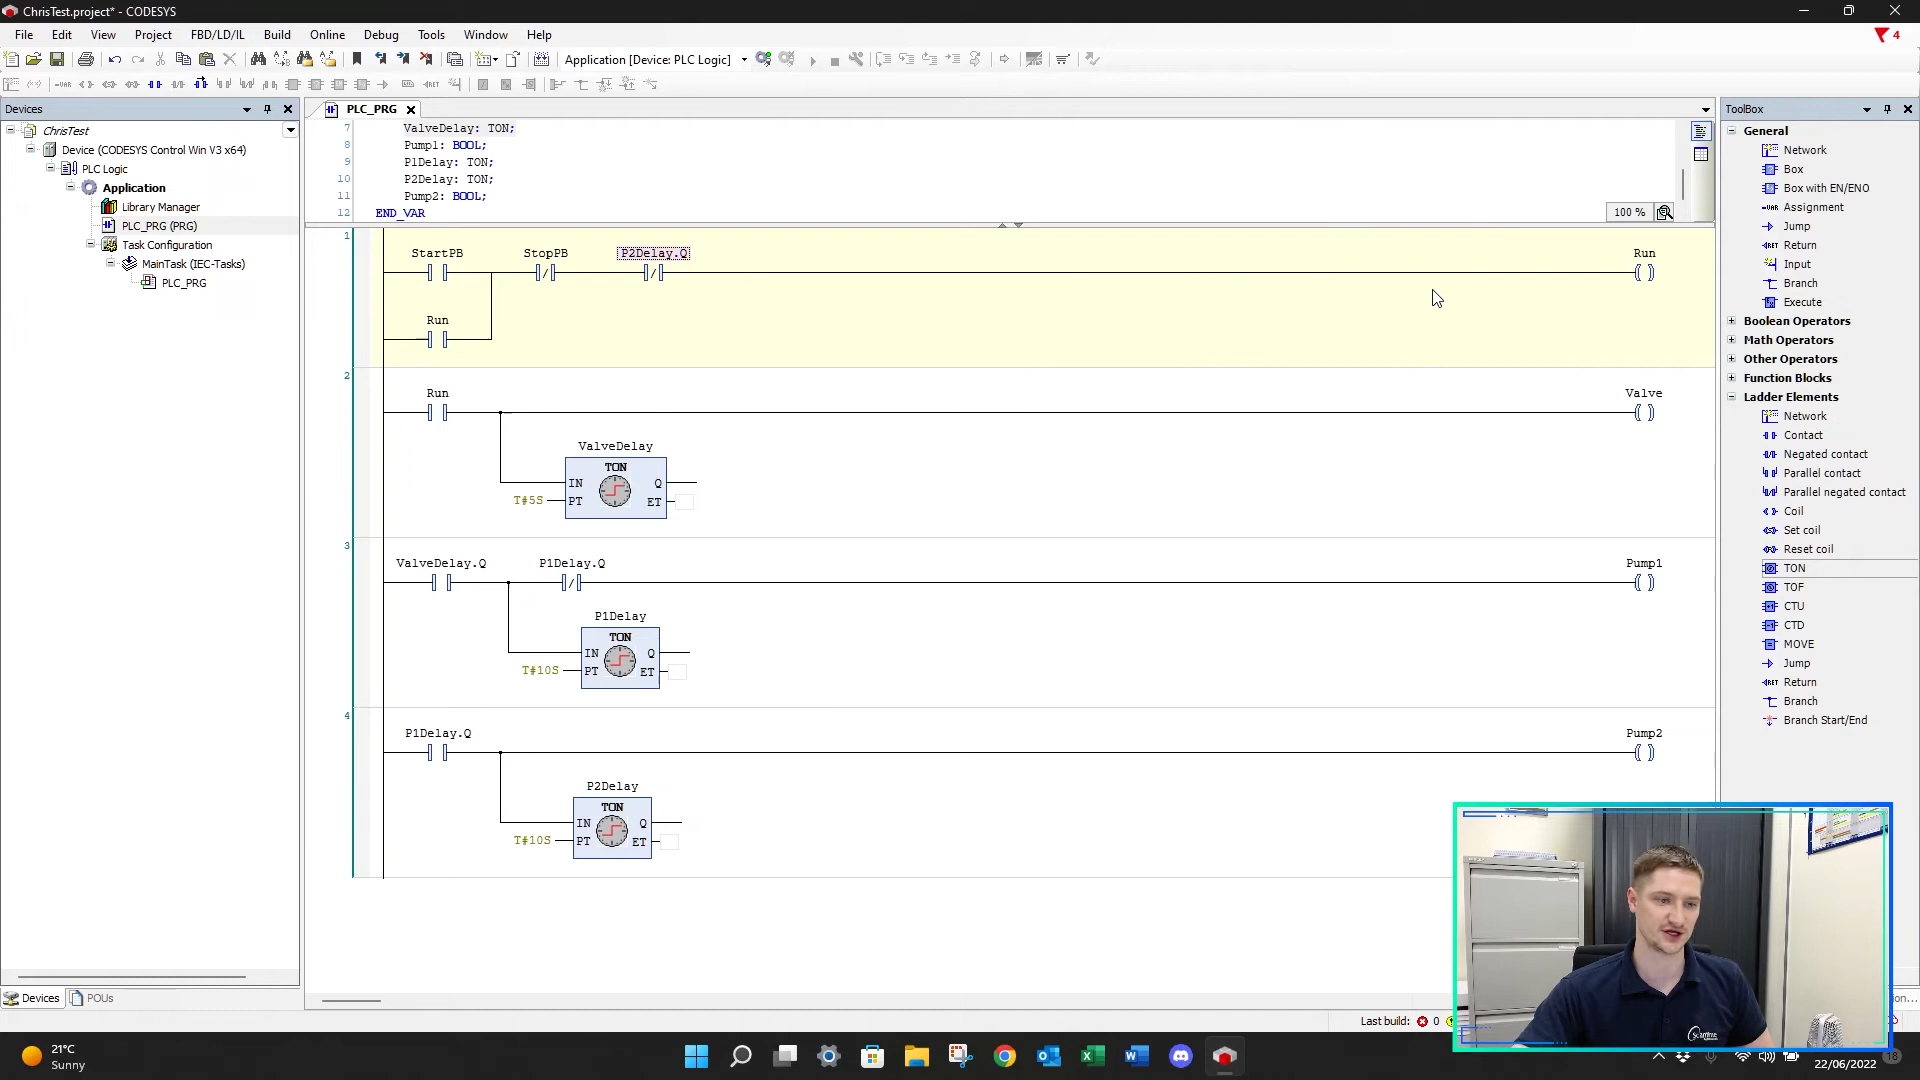 ChrisTest.project* - CODESYS
File Edit View Project FBD/LD/IL Build Online Debug Tools Window Help
4
Application [Device: PLC Logic]
Devices
ChrisTest
Device (CODESYS Control Win V3 x64)
PLC Logic
Application
Library Manager
PLC_PRG (PRG)
Task Configuration
MainTask (IEC-Tasks)
PLC_PRG
Devices POUs
PLC_PRG
7 ValveDelay: TON;
8 Pump1: BOOL;
9 P1Delay: TON;
10 P2Delay: TON;
11 Pump2: BOOL;
12 END_VAR
100 %
1
StartPB StopPB P2Delay.Q Run
Run
2
Run Valve
ValveDelay
TON
IN Q
T#5S PT ET
3
ValveDelay.Q P1Delay.Q Pump1
P1Delay
TON
IN Q
T#10S PT ET
4
P1Delay.Q Pump2
P2Delay
TON
IN Q
T#10S PT ET
ToolBox
General
Network
Box
Box with EN/ENO
Assignment
Jump
Return
Input
Branch
Execute
Boolean Operators
Math Operators
Other Operators
Function Blocks
Ladder Elements
Network
Contact
Negated contact
Parallel contact
Parallel negated contact
Coil
Set coil
Reset coil
TON
TOF
CTU
CTD
MOVE
Jump
Return
Branch
Branch Start/End
Last build: 0
21°C
Sunny
22/06/2022
18